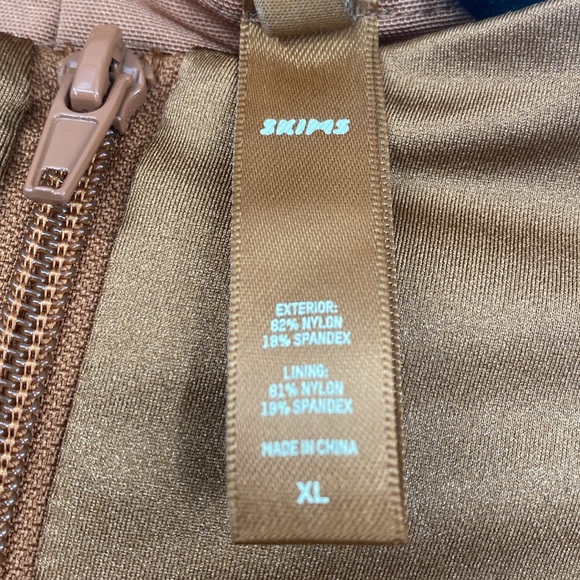 SKIMS
EXTERIOR:
82% NYLON
18% SPANDEX
LINING:
81% NYLON
19% SPANDEX
MADE IN CHINA
XL